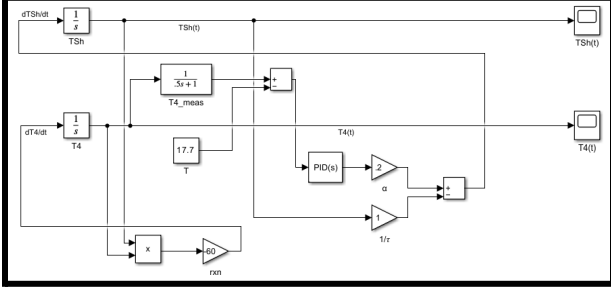 dTSh/dt
1
s
TSh
TSh(t)
TSh(t)
1
.5s + 1
T4_meas
+
−
dT4/dt
1
s
T4
T4(t)
T4(t)
17.7
T
PID(s)
.2
α
+
−
1
1/τ
x
-60
rxn